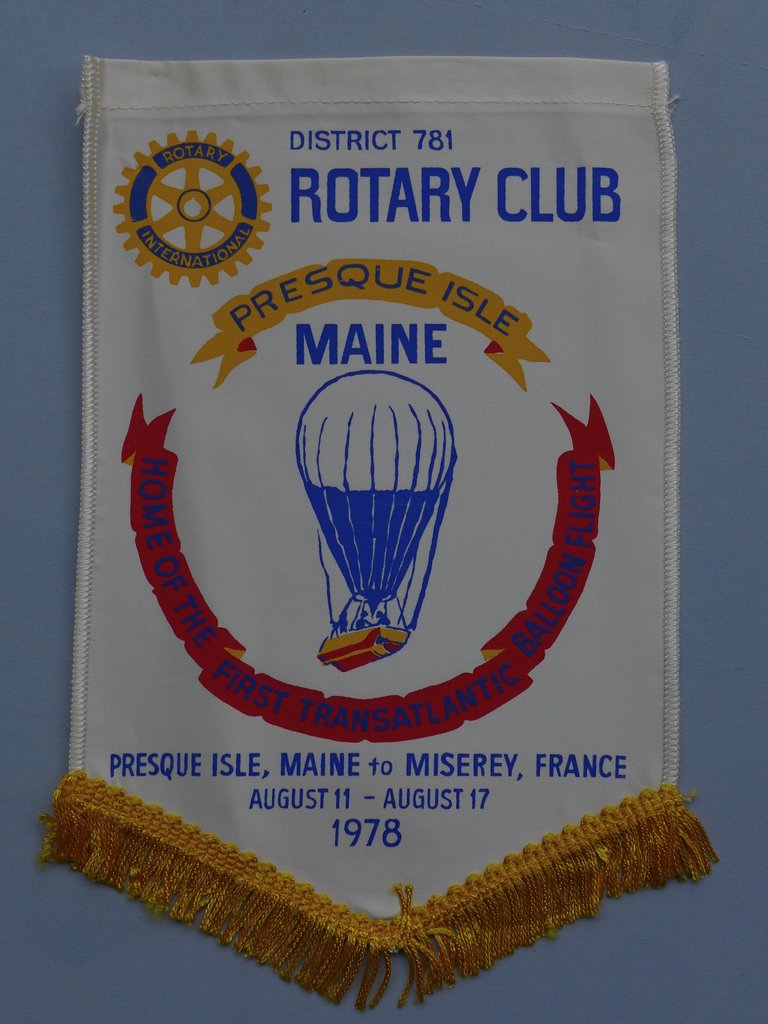 DISTRICT 781
ROTARY CLUB
ROTARY
INTERNATIONAL
PRESQUE ISLE
MAINE
HOME OF THE FIRST TRANSATLANTIC BALLOON FLIGHT
PRESQUE ISLE, MAINE to MISEREY, FRANCE
AUGUST 11 - AUGUST 17
1978